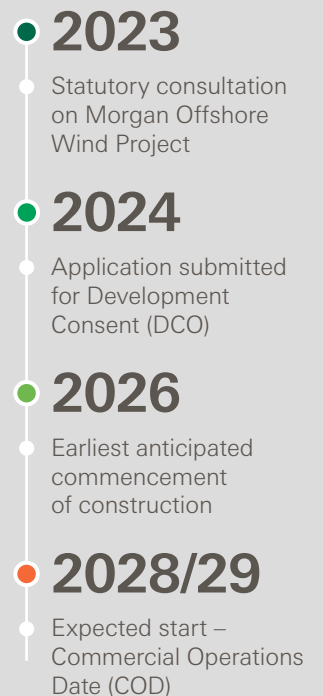 2023
Statutory consultation
on Morgan Offshore
Wind Project
2024
Application submitted
for Development
Consent (DCO)
2026
Earliest anticipated
commencement
of construction
2028/29
Expected start –
Commercial Operations
Date (COD)